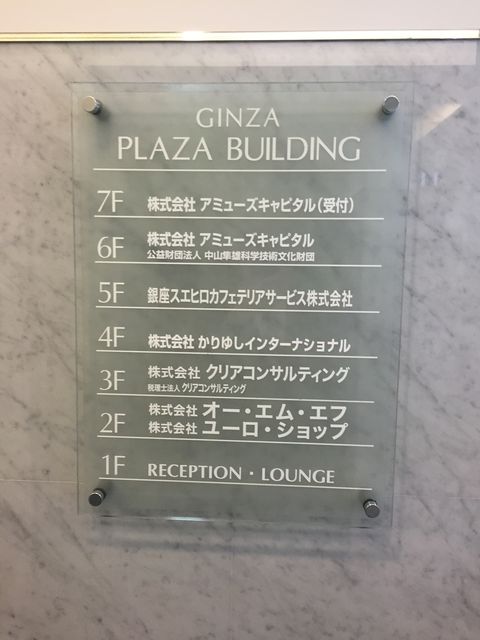 GINZA
PLAZA BUILDING
7F 株式会社 アミューズキャピタル(受付)
6F 株式会社 アミューズキャピタル
公益財団法人 中山隼雄科学技術文化財団
5F 銀座スエヒロカフェテリアサービス株式会社
4F 株式会社 かりゆしインターナショナル
3F 株式会社 クリアコンサルティング
税理士法人 クリアコンサルティング
2F 株式会社 オー・エム・エフ
株式会社 ユーロ・ショップ
1F RECEPTION・LOUNGE